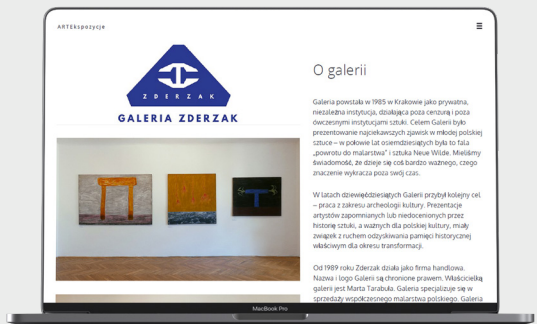 ARTEkspozycje
ZDERZAK
GALERIA ZDERZAK
O galerii
Galeria powstała w 1985 w Krakowie jako prywatna,
niezależna instytucja, działająca poza cenzurą i poza
ówczesnymi instytucjami sztuki. Celem Galerii było
prezentowanie najciekawszych zjawisk w młodej polskiej
sztuce – w połowie lat osiemdziesiątych była to fala
„powrotu do malarstwa” i sztuka Neue Wilde. Mieliśmy
świadomość, że dzieje się coś bardzo ważnego, czego
znaczenie wykracza poza swój czas.
W latach dziewięćdziesiątych Galerii przybył kolejny cel
– praca z zakresu archeologii kultury. Prezentacje
artystów zapomnianych lub niedocenionych przez
historię sztuki, a ważnych dla polskiej kultury, miały
związek z ruchem odzyskiwania pamięci historycznej
właściwym dla okresu transformacji.
Od 1989 roku Zderzak działa jako firma handlowa.
Nazwa i logo Galerii są chronione prawem. Właścicielką
galerii jest Marta Tarabuła. Galeria specjalizuje się w
sprzedaży współczesnego malarstwa polskiego. Galeria
MacBook Pro